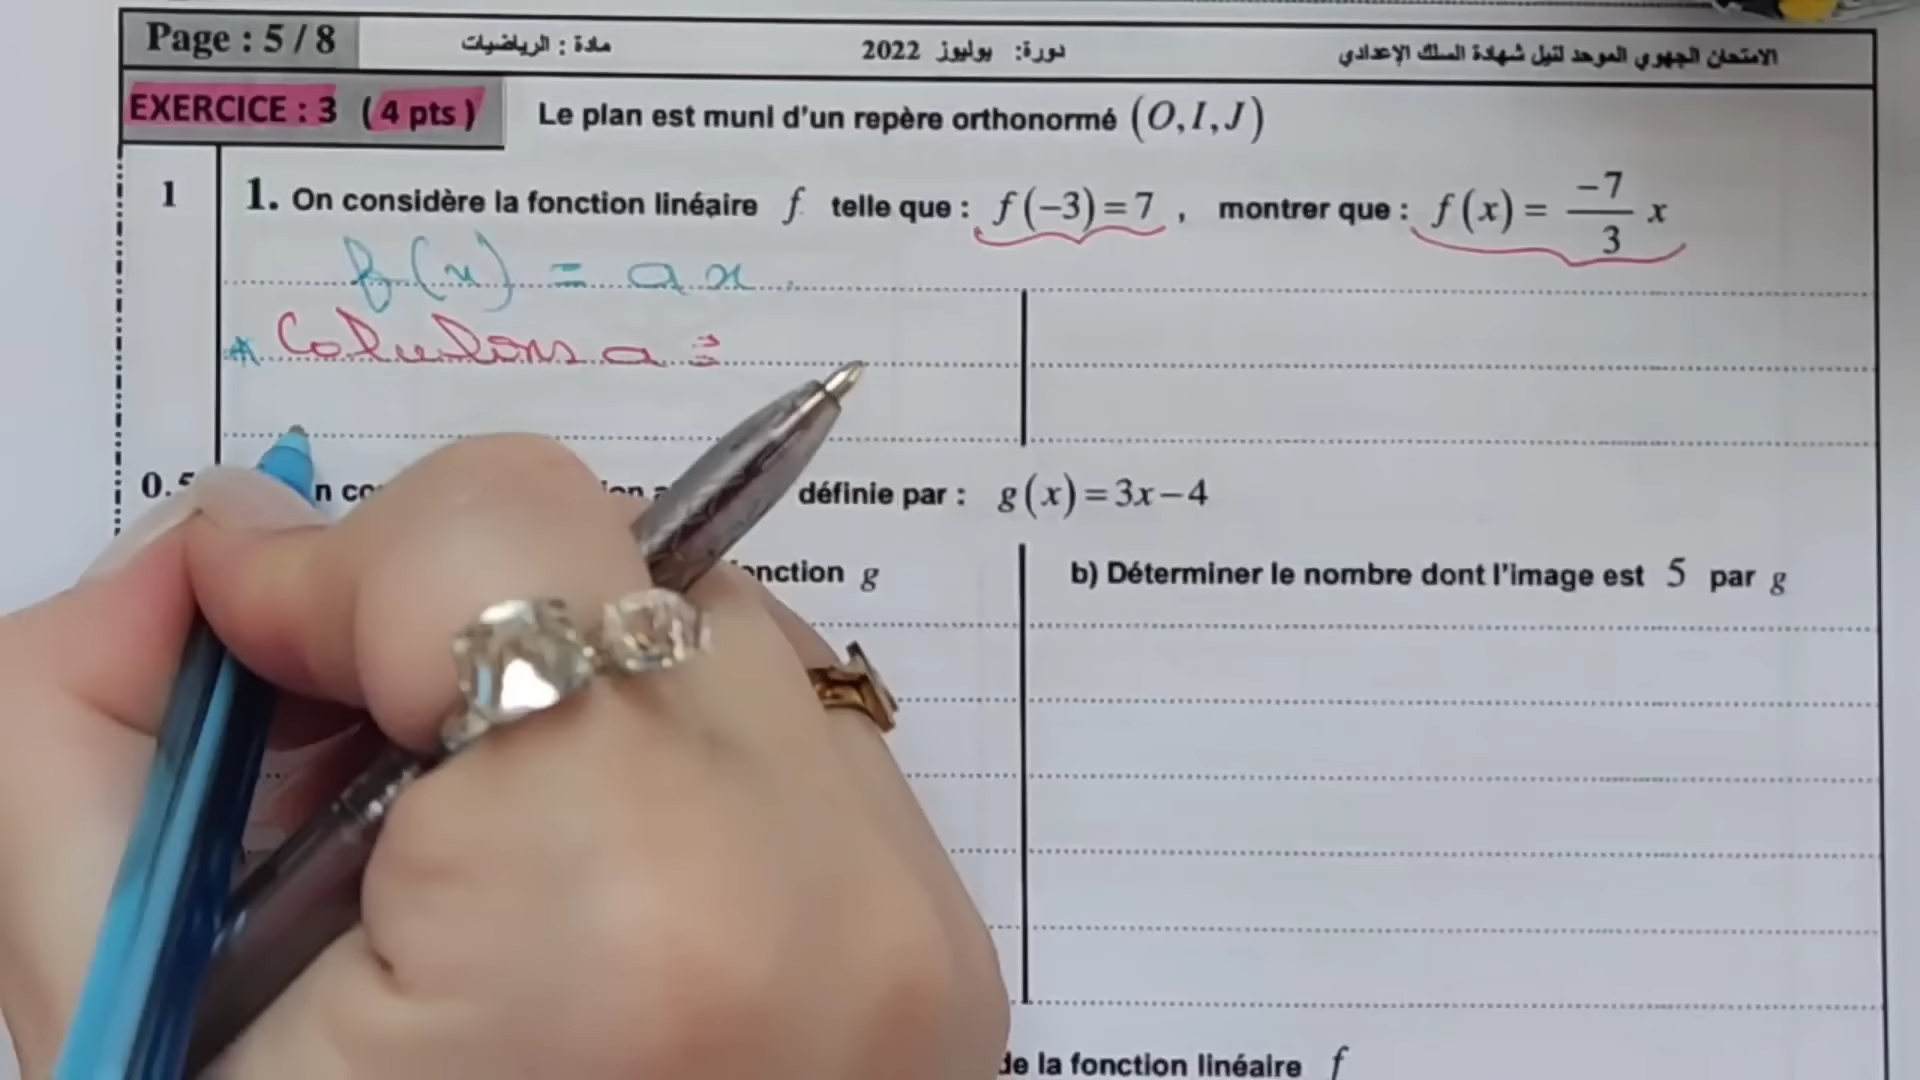 Page : 5 / 8 مادة : الرياضيات دورة: يوليوز 2022 الامتحان الجهوي الموحد لنيل شهادة السلك الإعدادي
EXERCICE : 3 ( 4 pts ) Le plan est muni d'un repère orthonormé (O,I,J)
1 1. On considère la fonction linéaire f telle que : f(−3)=7 , montrer que : f(x)= −7/3 x
f(x) = ax
* Calculons a :
0.5 définie par : g(x)=3x−4
fonction g b) Déterminer le nombre dont l'image est 5 par g
de la fonction linéaire f